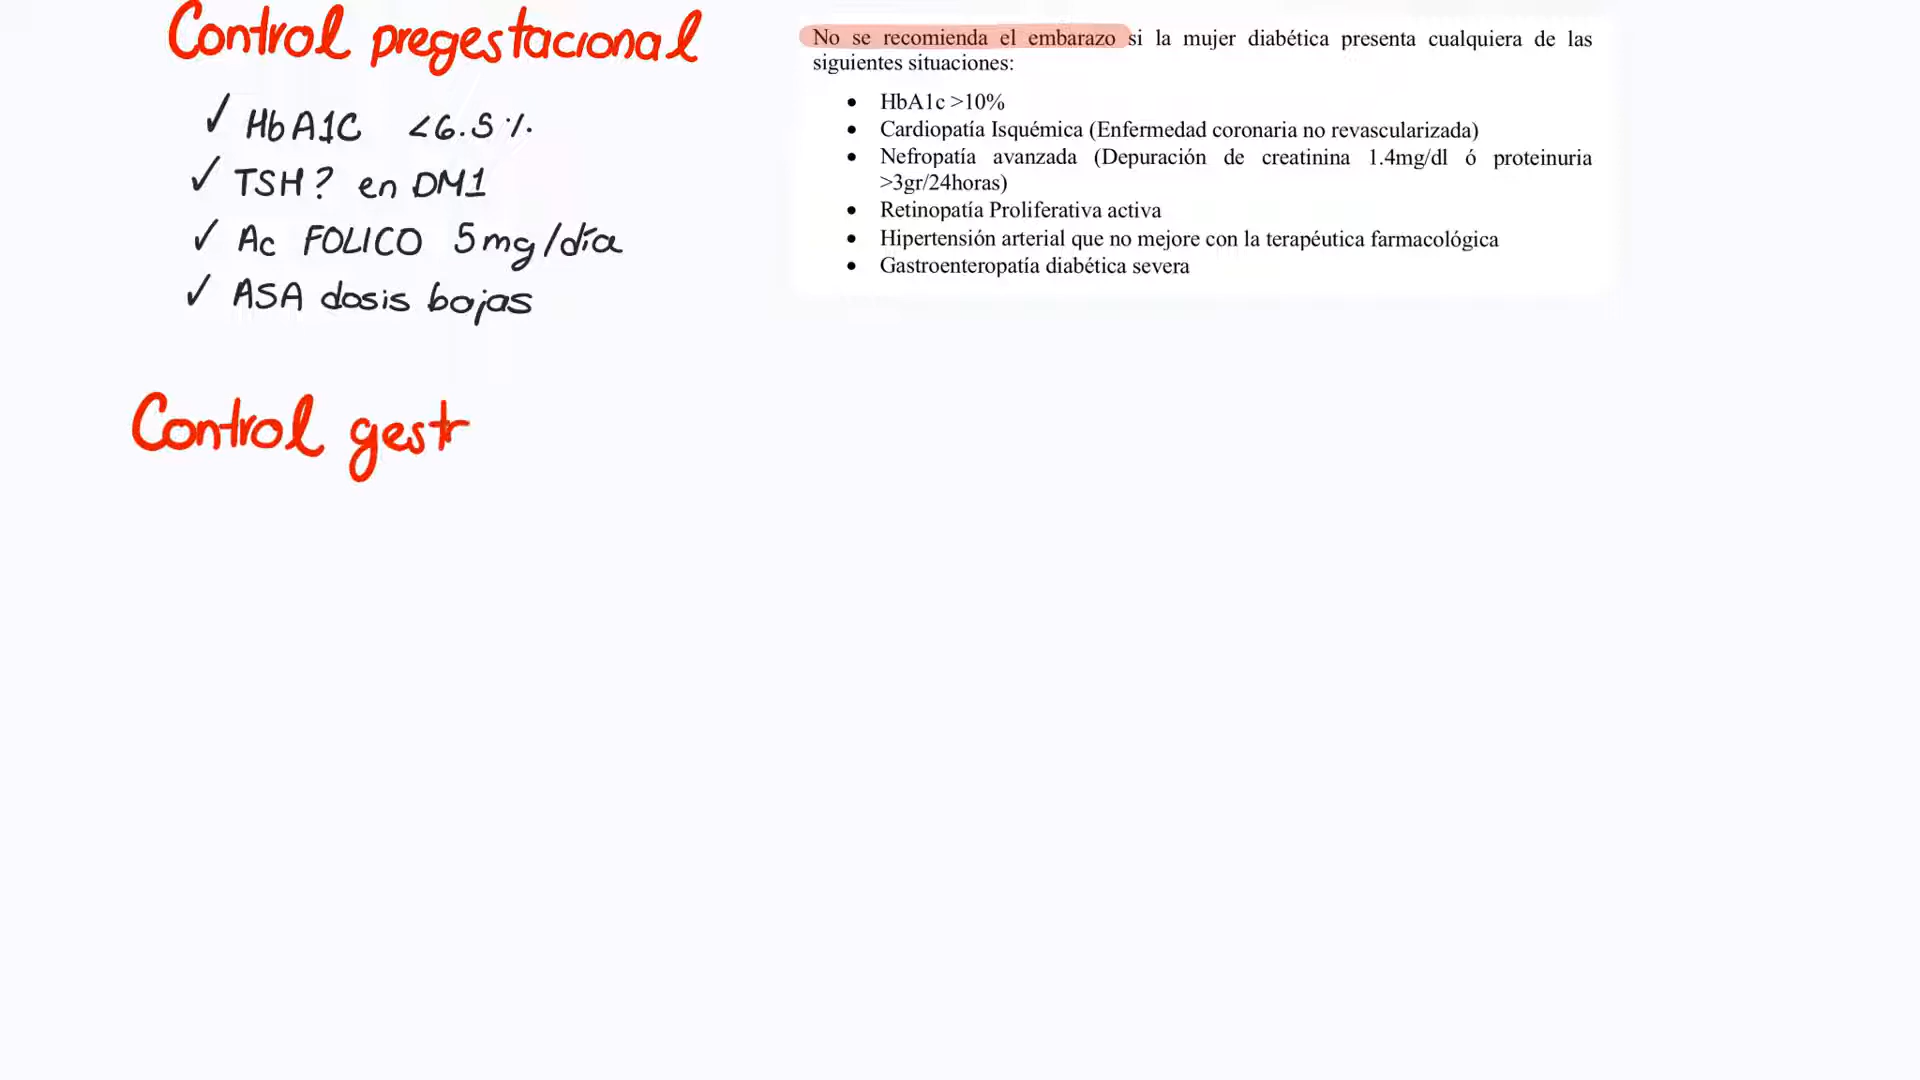 Control pregestacional
✓ HbA1C <6.5%
✓ TSH? en DM1
✓ Ac FOLICO 5mg/día
✓ ASA dosis bajas
Control gestr
No se recomienda el embarazo si la mujer diabética presenta cualquiera de las
siguientes situaciones:
• HbA1c >10%
• Cardiopatía Isquémica (Enfermedad coronaria no revascularizada)
• Nefropatía avanzada (Depuración de creatinina 1.4mg/dl ó proteinuria
>3gr/24horas)
• Retinopatía Proliferativa activa
• Hipertensión arterial que no mejore con la terapéutica farmacológica
• Gastroenteropatía diabética severa